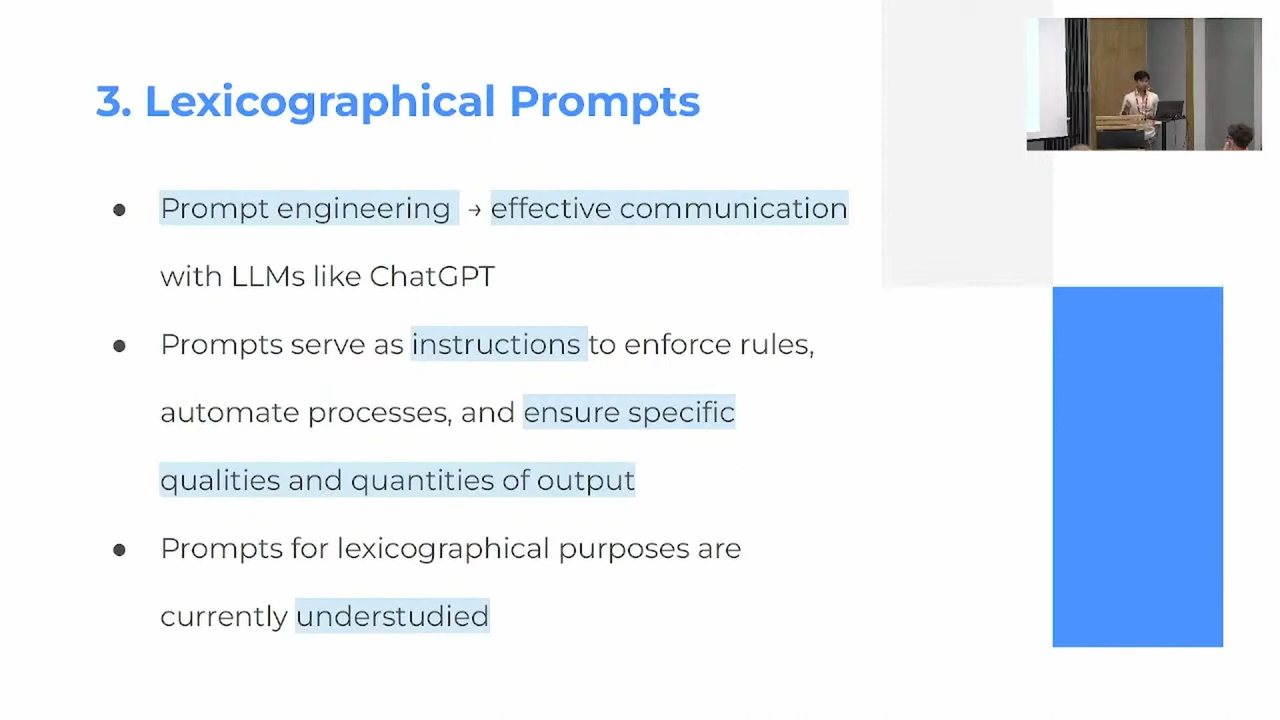 3. Lexicographical Prompts
● Prompt engineering → effective communication
with LLMs like ChatGPT
● Prompts serve as instructions to enforce rules,
automate processes, and ensure specific
qualities and quantities of output
● Prompts for lexicographical purposes are
currently understudied